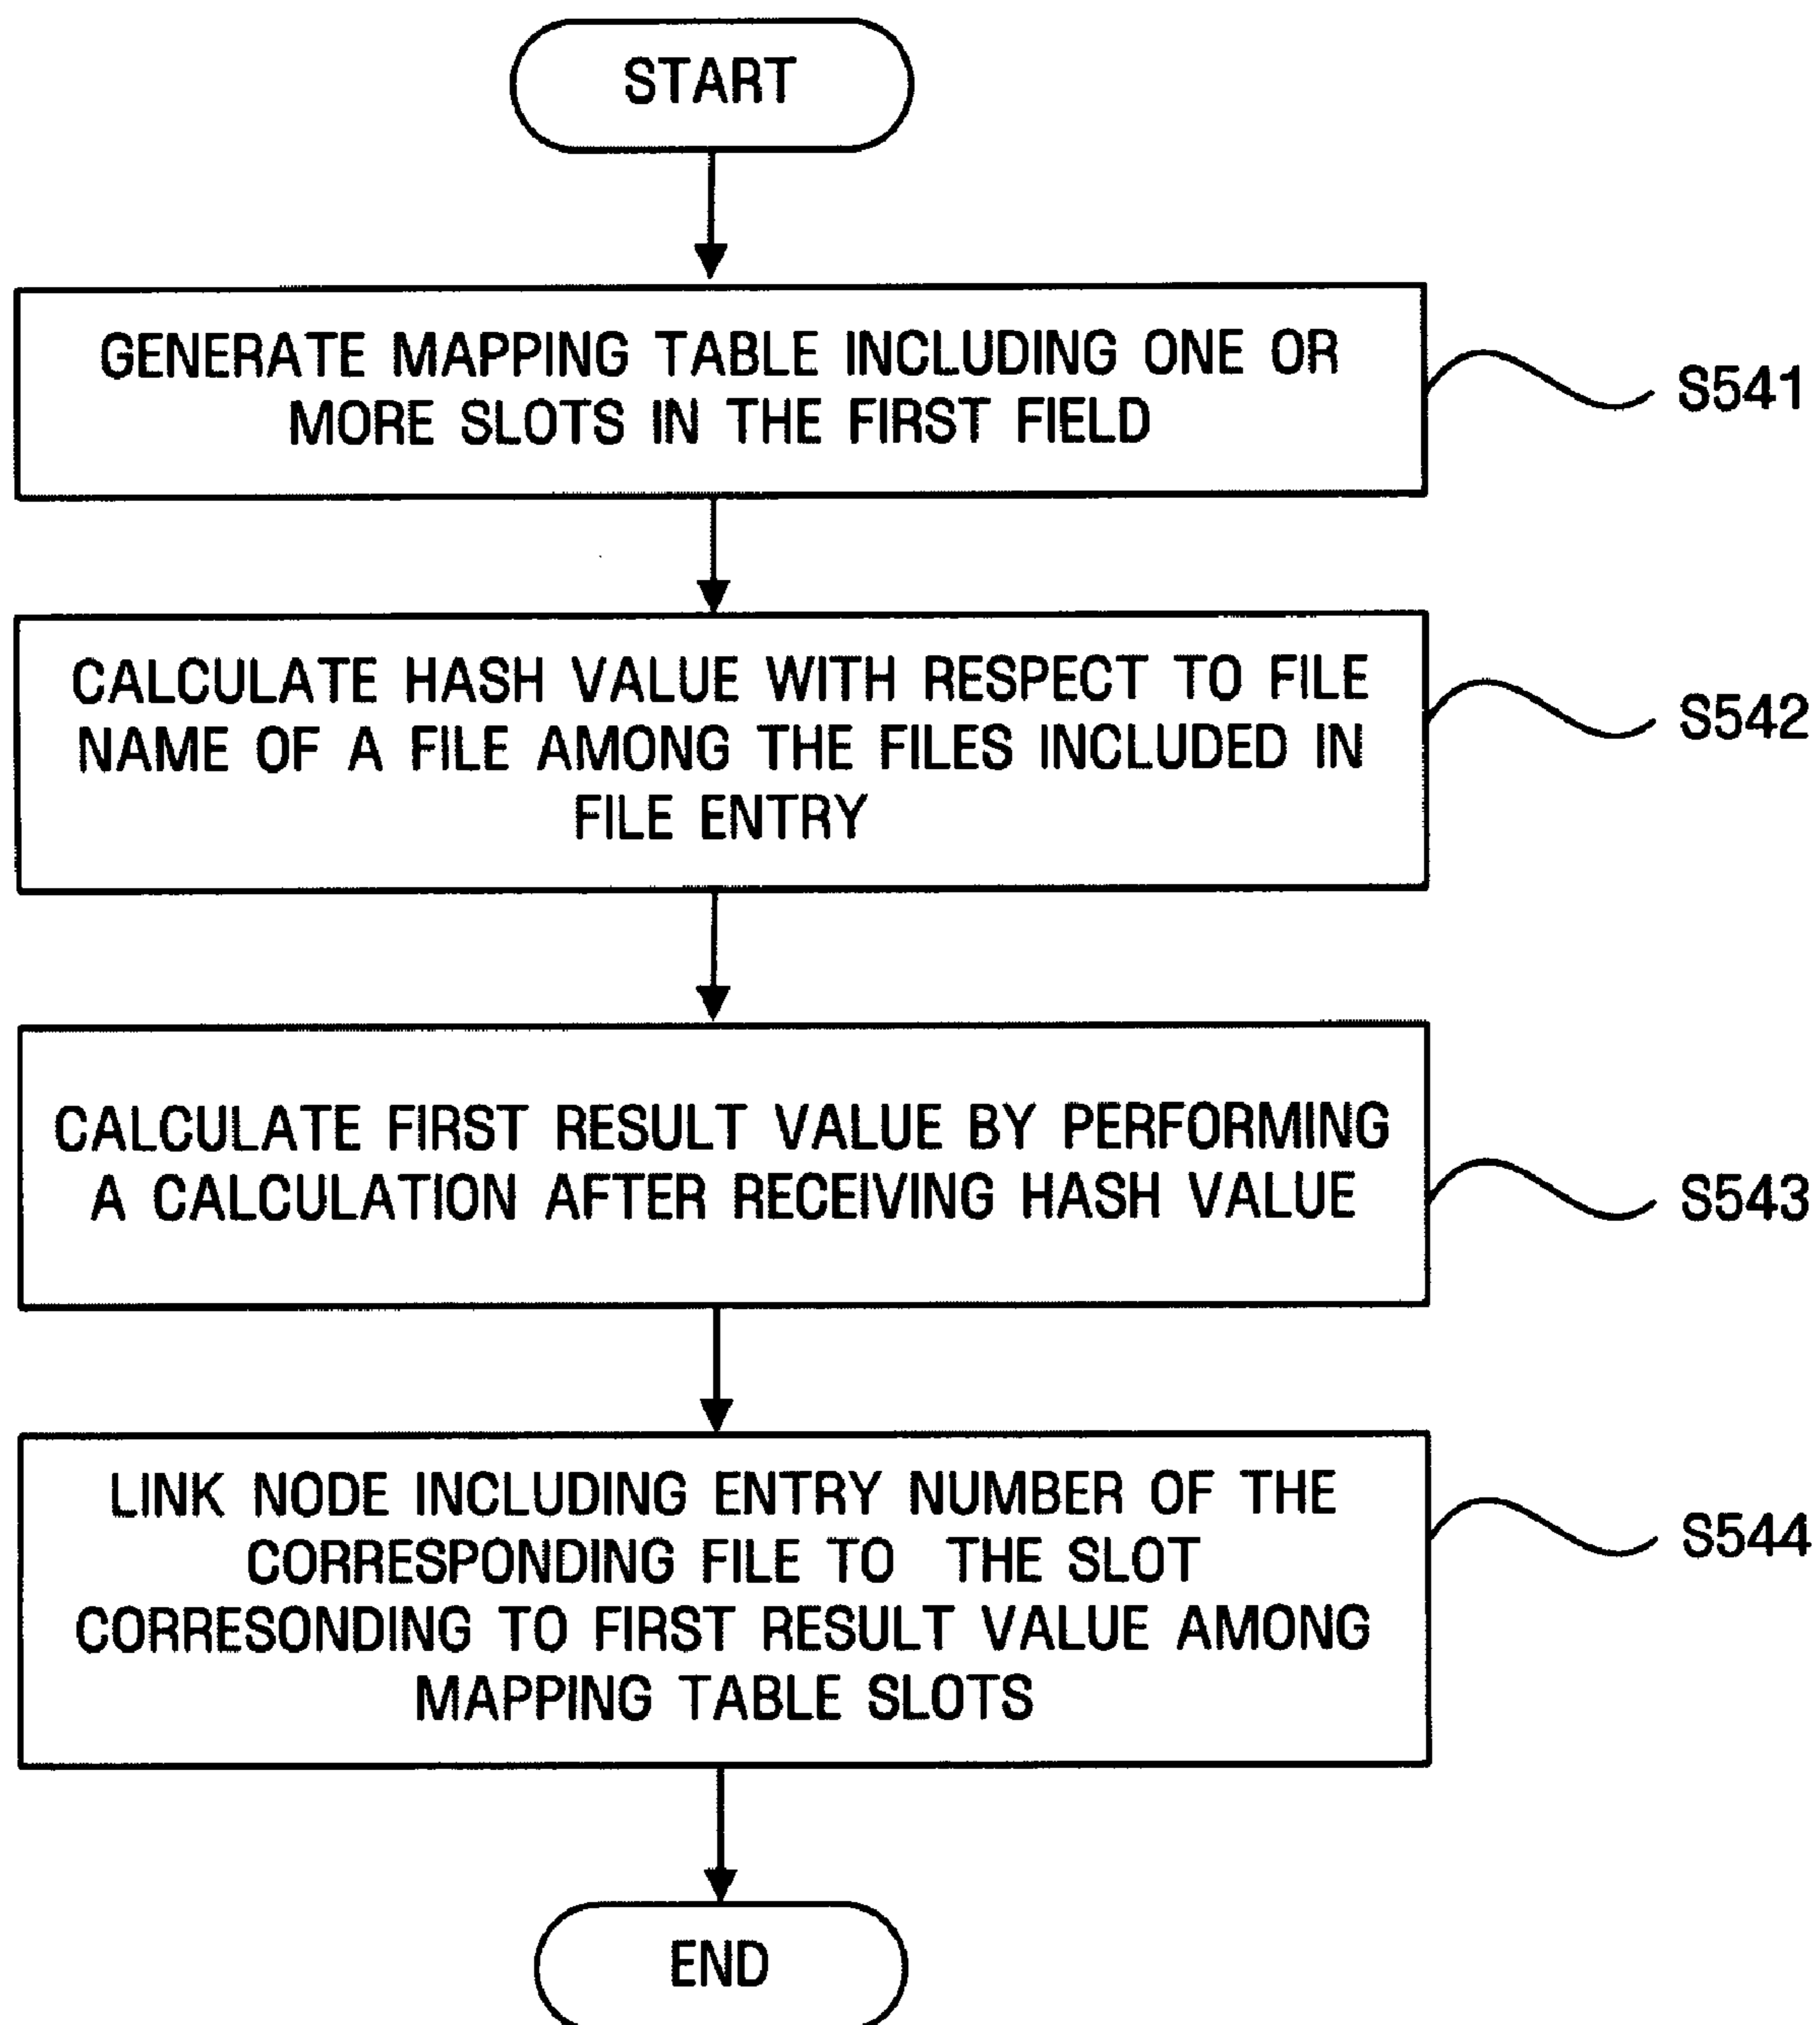 START
GENERATE MAPPING TABLE INCLUDING ONE OR
MORE SLOTS IN THE FIRST FIELD
S541
CALCULATE HASH VALUE WITH RESPECT TO FILE
NAME OF A FILE AMONG THE FILES INCLUDED IN
FILE ENTRY
S542
CALCULATE FIRST RESULT VALUE BY PERFORMING
A CALCULATION AFTER RECEIVING HASH VALUE
S543
LINK NODE INCLUDING ENTRY NUMBER OF THE
CORRESPONDING FILE TO THE SLOT
CORRESONDING TO FIRST RESULT VALUE AMONG
MAPPING TABLE SLOTS
S544
END